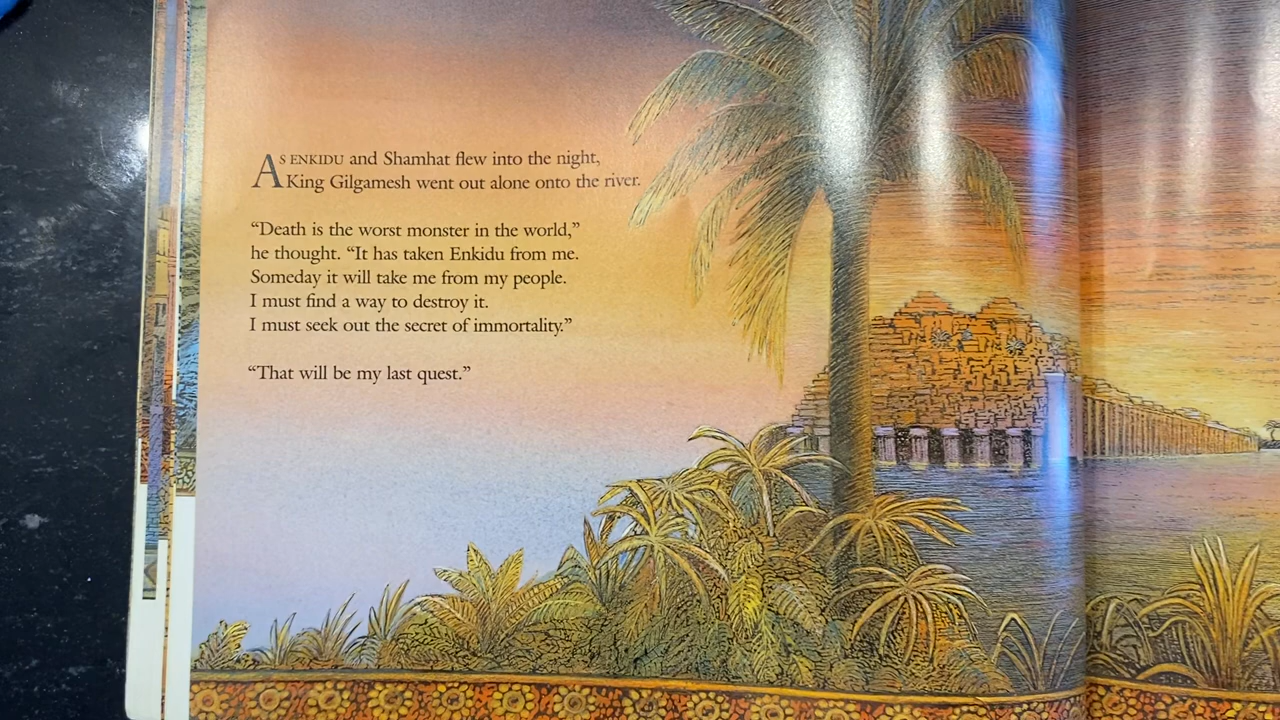 AS ENKIDU and Shamhat flew into the night,
King Gilgamesh went out alone onto the river.
“Death is the worst monster in the world,”
he thought. “It has taken Enkidu from me.
Someday it will take me from my people.
I must find a way to destroy it.
I must seek out the secret of immortality.”
“That will be my last quest.”